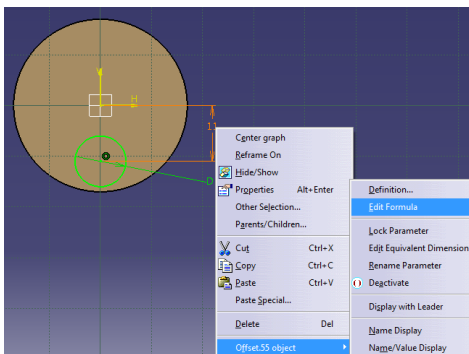 V
H
11
D
Center graph
Reframe On
Hide/Show
Properties Alt+Enter
Other Selection...
Parents/Children...
Cut Ctrl+X
Copy Ctrl+C
Paste Ctrl+V
Paste Special...
Delete Del
Offset.55 object
Definition...
Edit Formula
Lock Parameter
Edit Equivalent Dimension
Rename Parameter
Deactivate
Display with Leader
Name Display
Name/Value Display